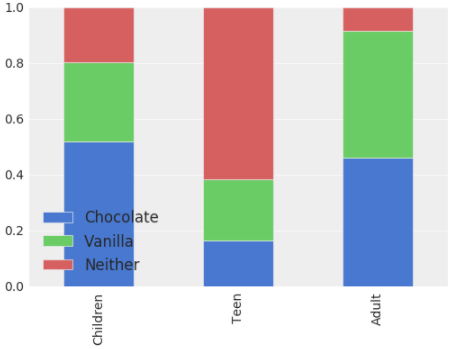 1.0
0.8
0.6
0.4
0.2
0.0
Chocolate
Vanilla
Neither
Children
Teen
Adult